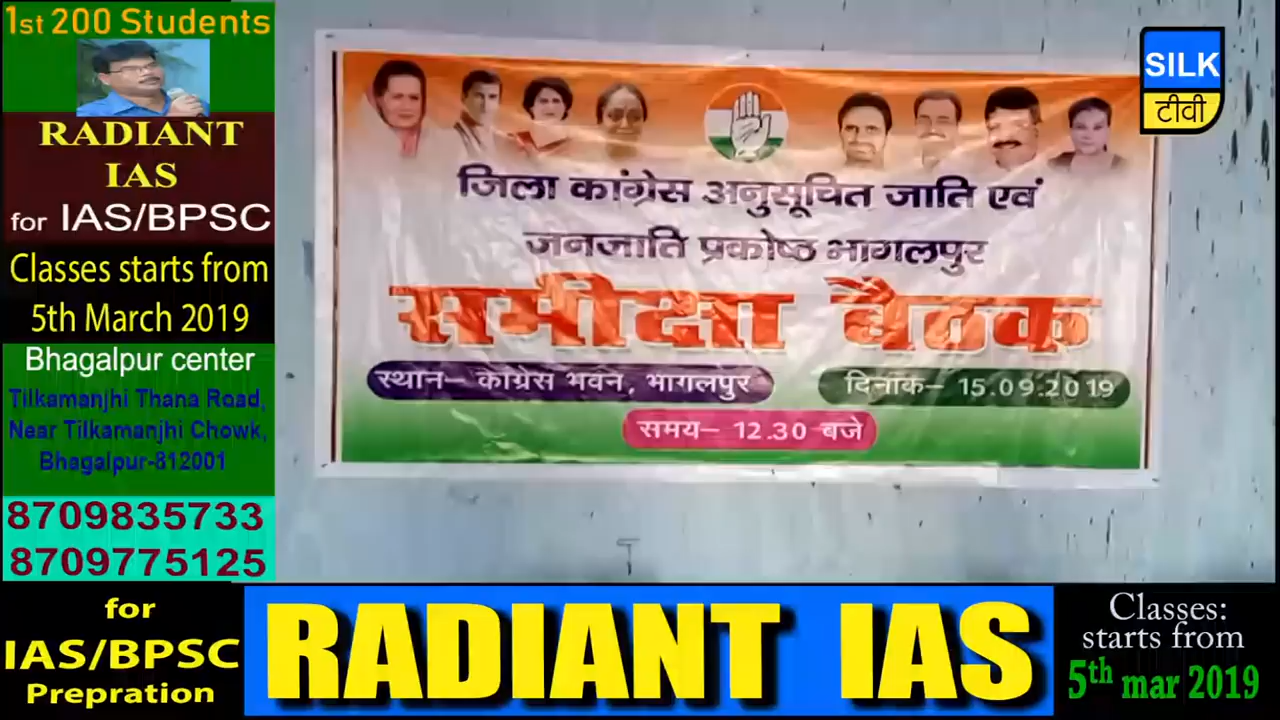 1st 200 Students
RADIANT
IAS
for IAS/BPSC
Classes starts from
5th March 2019
Bhagalpur center
Tilkamanjhi Thana Road,
Near Tilkamanjhi Chowk,
Bhagalpur-812001
8709835733
8709775125
SILK
टीवी
जिला कांग्रेस अनुसूचित जाति एवं
जनजाति प्रकोष्ठ भागलपुर
समीक्षा बैठक
स्थान– कांग्रेस भवन, भागलपुर
दिनांक– 15.09.2019
समय– 12.30 बजे
for
IAS/BPSC
Prepration
RADIANT IAS
Classes:
starts from
5th mar 2019